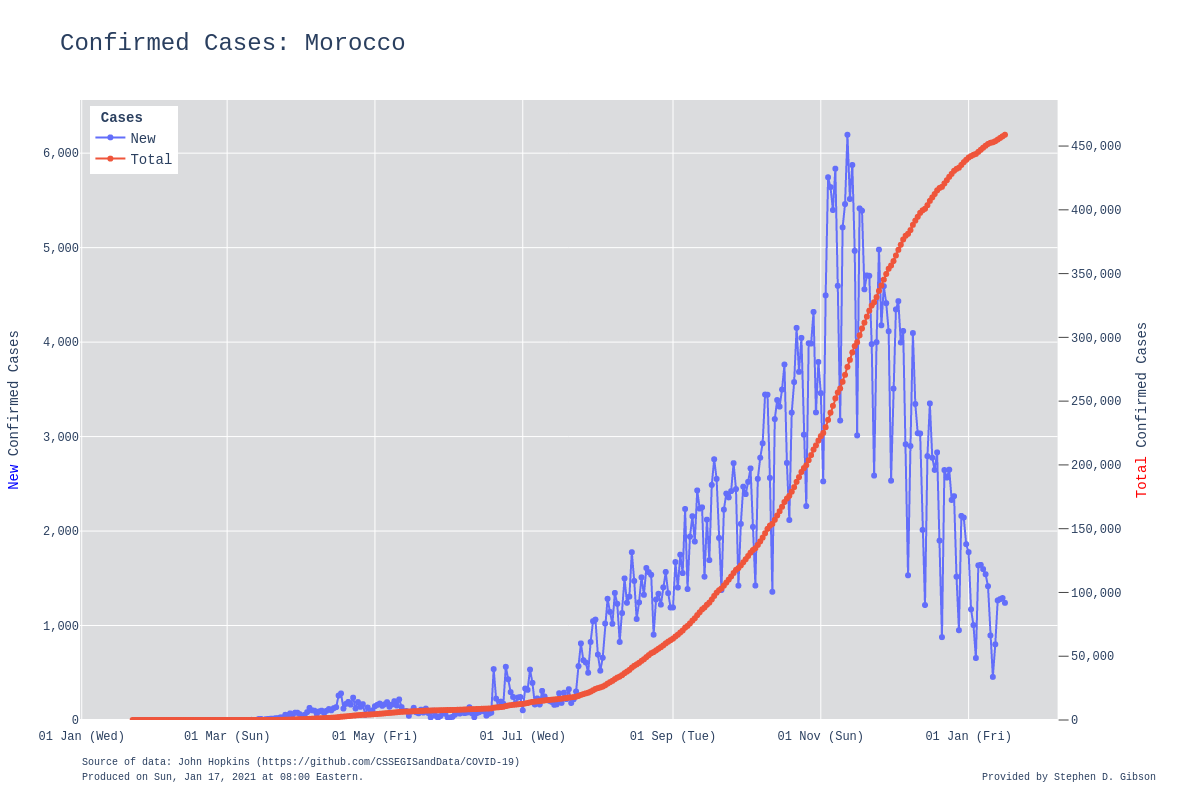 Confirmed Cases: Morocco
Cases
New
Total
6,000
5,000
4,000
3,000
2,000
1,000
0
450,000
400,000
350,000
300,000
250,000
200,000
150,000
100,000
50,000
0
New Confirmed Cases
Total Confirmed Cases
01 Jan (Wed)
01 Mar (Sun)
01 May (Fri)
01 Jul (Wed)
01 Sep (Tue)
01 Nov (Sun)
01 Jan (Fri)
Source of data: John Hopkins (https://github.com/CSSEGISandData/COVID-19)
Produced on Sun, Jan 17, 2021 at 08:00 Eastern.
Provided by Stephen D. Gibson